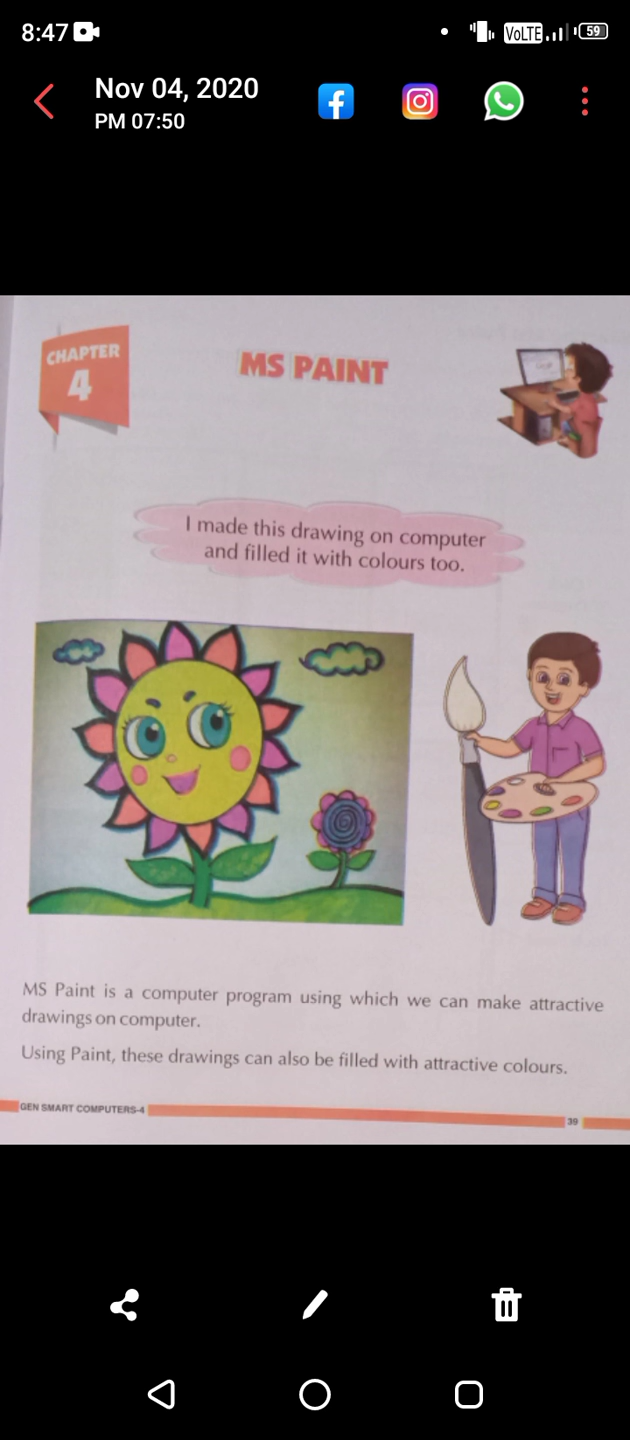 8:47
VoLTE
59
Nov 04, 2020
PM 07:50
CHAPTER
4
MS PAINT
I made this drawing on computer
and filled it with colours too.
MS Paint is a computer program using which we can make attractive
drawings on computer.
Using Paint, these drawings can also be filled with attractive colours.
GEN SMART COMPUTERS-4
39